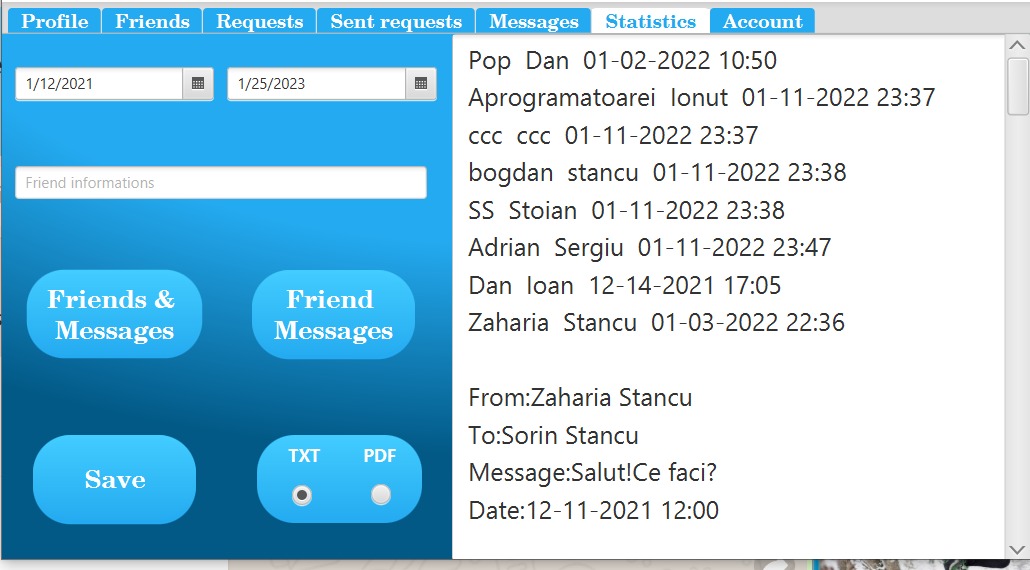 Profile Friends Requests Sent requests Messages Statistics Account
1/12/2021 1/25/2023
Friend informations
Friends &
Messages
Friend
Messages
Save
TXT PDF
Pop Dan 01-02-2022 10:50
Aprogramatoarei Ionut 01-11-2022 23:37
ccc ccc 01-11-2022 23:37
bogdan stancu 01-11-2022 23:38
SS Stoian 01-11-2022 23:38
Adrian Sergiu 01-11-2022 23:47
Dan Ioan 12-14-2021 17:05
Zaharia Stancu 01-03-2022 22:36
From:Zaharia Stancu
To:Sorin Stancu
Message:Salut!Ce faci?
Date:12-11-2021 12:00